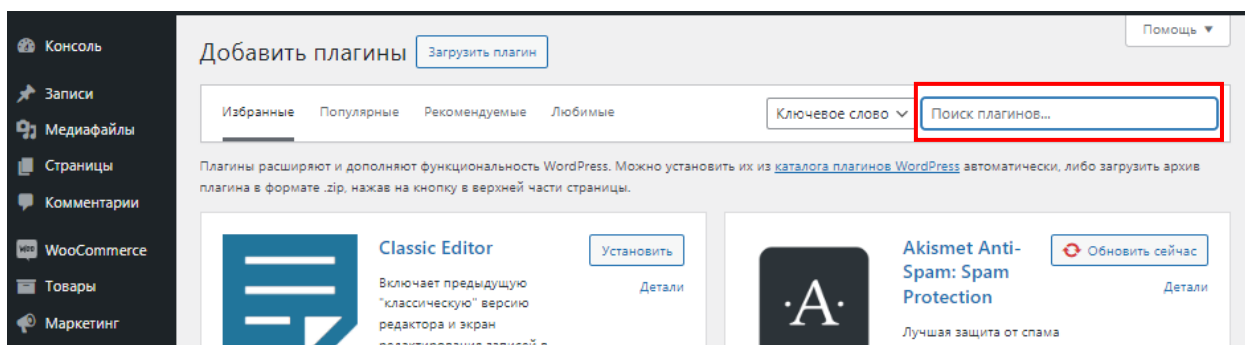 Помощь ▼
Консоль
Записи
Медиафайлы
Страницы
Комментарии
WooCommerce
Товары
Маркетинг
Добавить плагины Загрузить плагин
Избранные Популярные Рекомендуемые Любимые Ключевое слово Поиск плагинов...
Плагины расширяют и дополняют функциональность WordPress. Можно установить их из каталога плагинов WordPress автоматически, либо загрузить архив
плагина в формате .zip, нажав на кнопку в верхней части страницы.
Classic Editor
Установить
Детали
Включает предыдущую
"классическую" версию
редактора и экран
редактирования записей в
·A·
Akismet Anti-
Spam: Spam
Protection
Обновить сейчас
Детали
Лучшая защита от спама